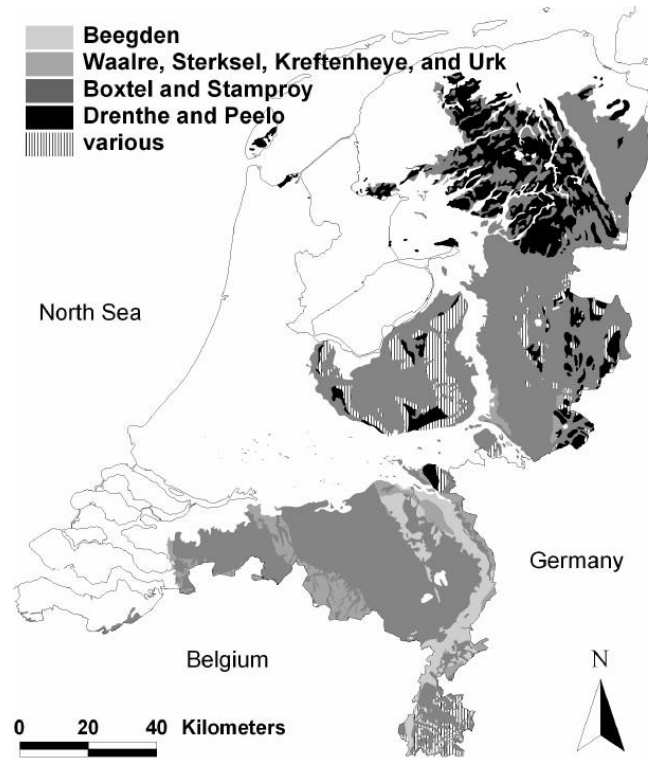 Beegden
Waalre, Sterksel, Kreftenheye, and Urk
Boxtel and Stamproy
Drenthe and Peelo
various
North Sea
Germany
Belgium
N
0 20 40 Kilometers